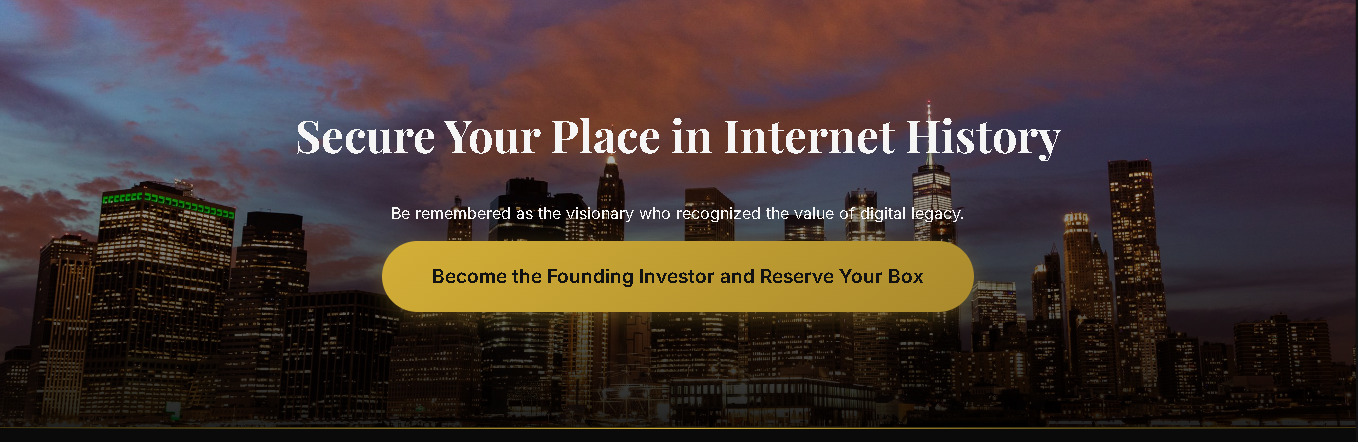 Secure Your Place in Internet History
Be remembered as the visionary who recognized the value of digital legacy.
Become the Founding Investor and Reserve Your Box